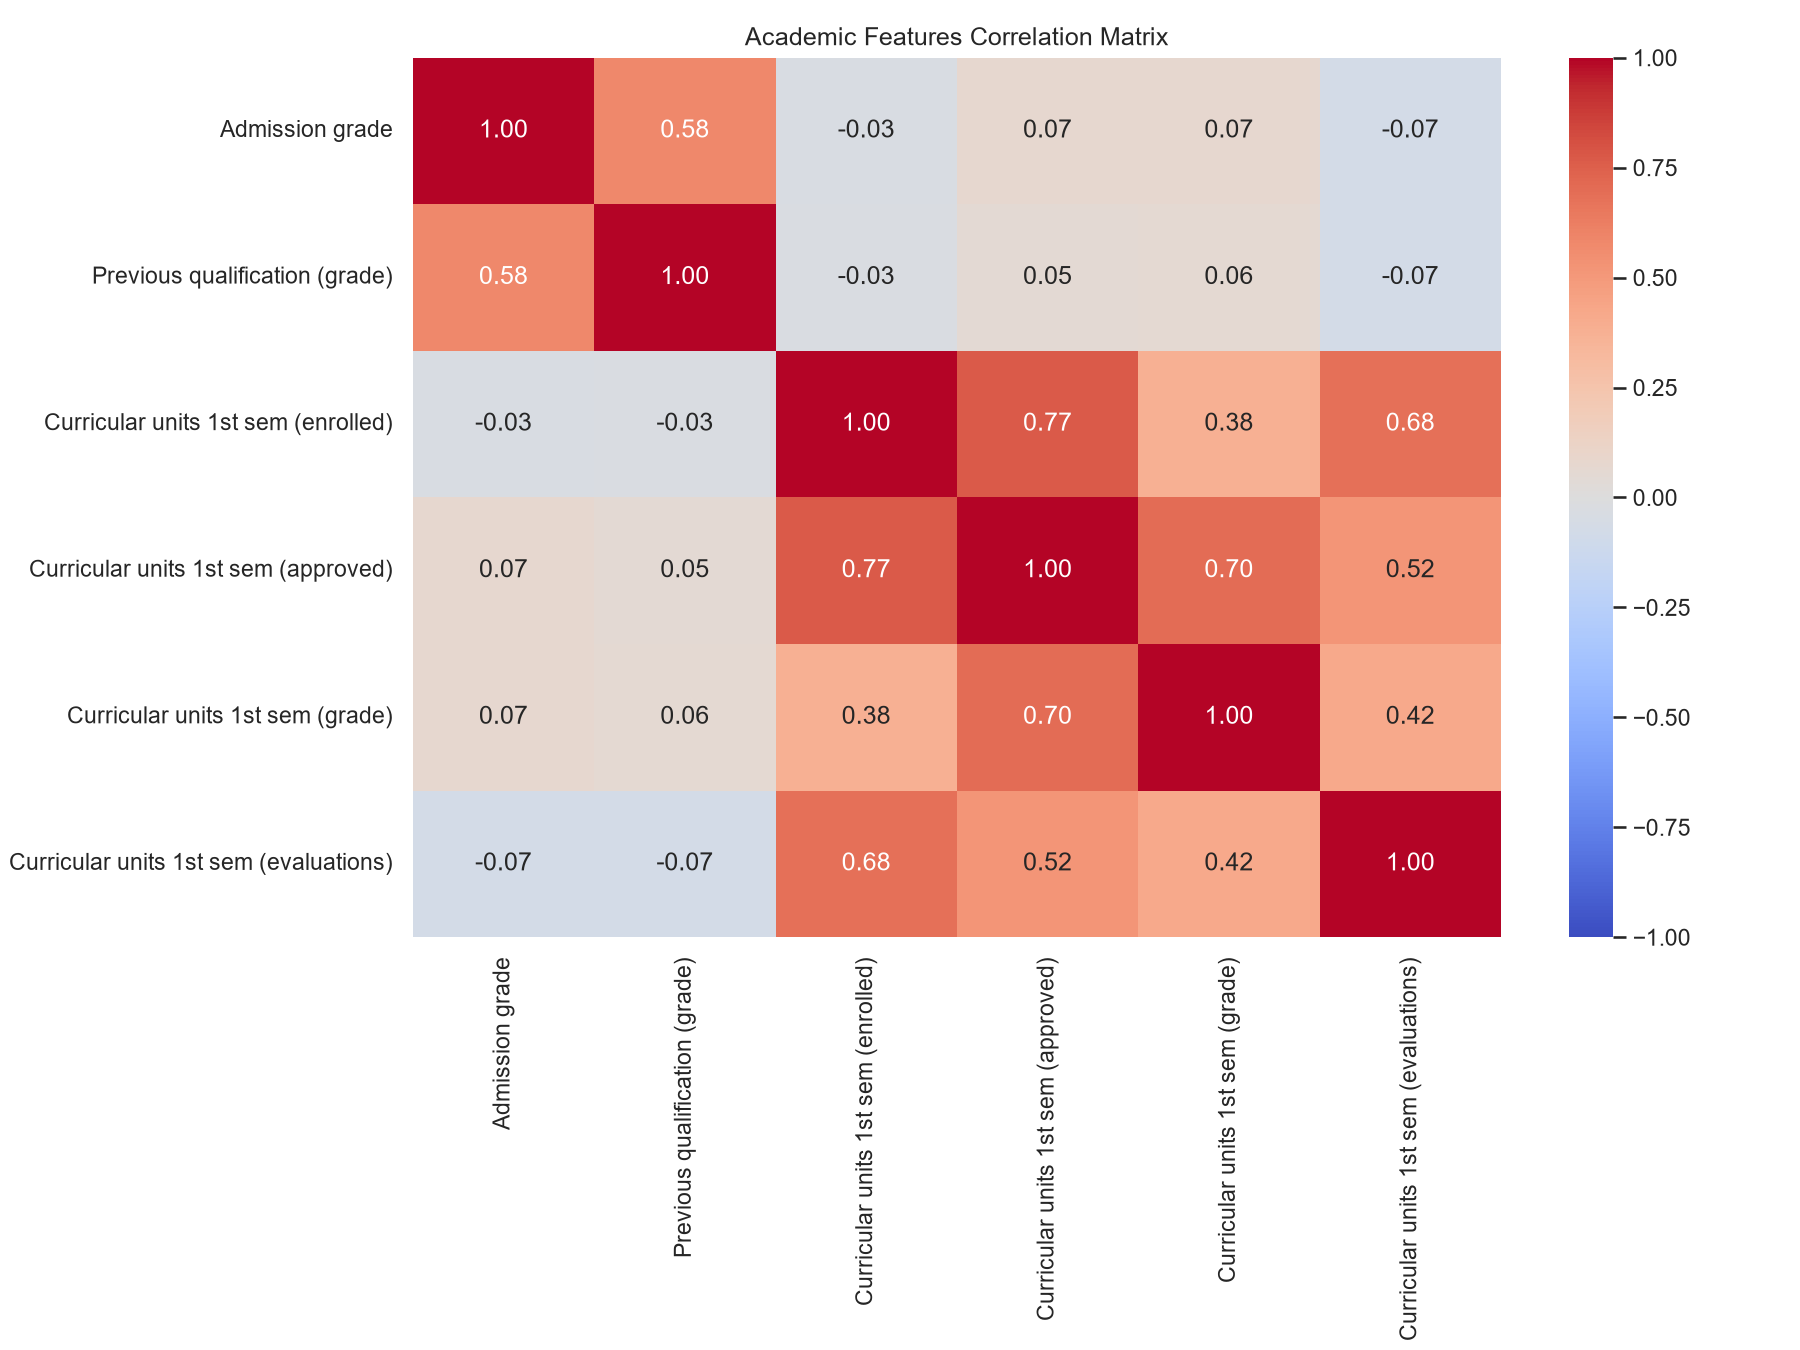 Academic Features Correlation Matrix
Admission grade 1.00 0.58 -0.03 0.07 0.07 -0.07
Previous qualification (grade) 0.58 1.00 -0.03 0.05 0.06 -0.07
Curricular units 1st sem (enrolled) -0.03 -0.03 1.00 0.77 0.38 0.68
Curricular units 1st sem (approved) 0.07 0.05 0.77 1.00 0.70 0.52
Curricular units 1st sem (grade) 0.07 0.06 0.38 0.70 1.00 0.42
Curricular units 1st sem (evaluations) -0.07 -0.07 0.68 0.52 0.42 1.00
Admission grade
Previous qualification (grade)
Curricular units 1st sem (enrolled)
Curricular units 1st sem (approved)
Curricular units 1st sem (grade)
Curricular units 1st sem (evaluations)
1.00
0.75
0.50
0.25
0.00
−0.25
−0.50
−0.75
−1.00